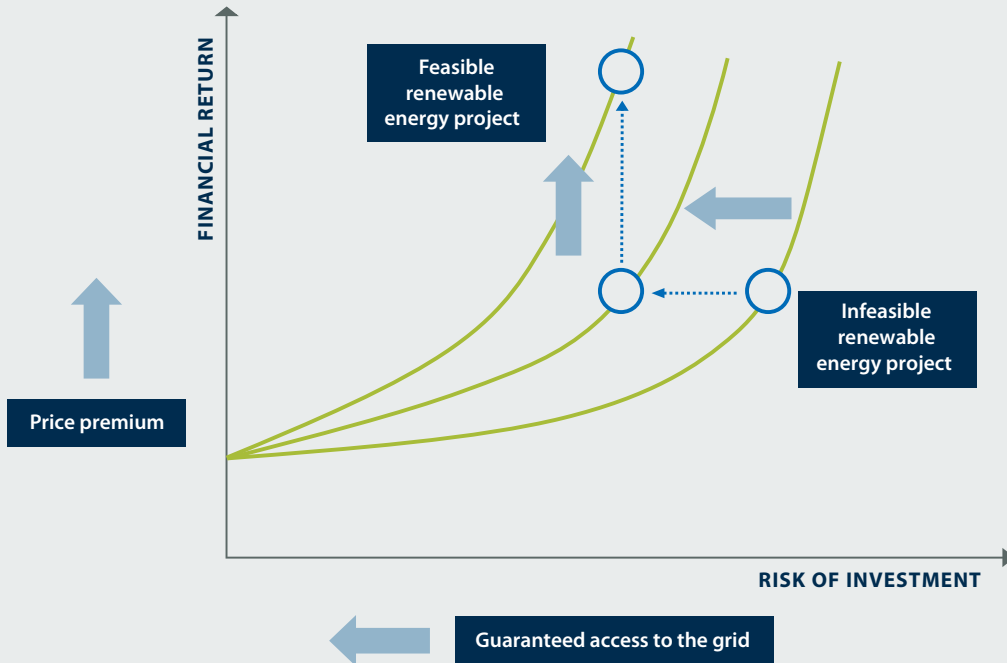 FINANCIAL RETURN
Feasible
renewable
energy project
Infeasible
renewable
energy project
Price premium
RISK OF INVESTMENT
Guaranteed access to the grid